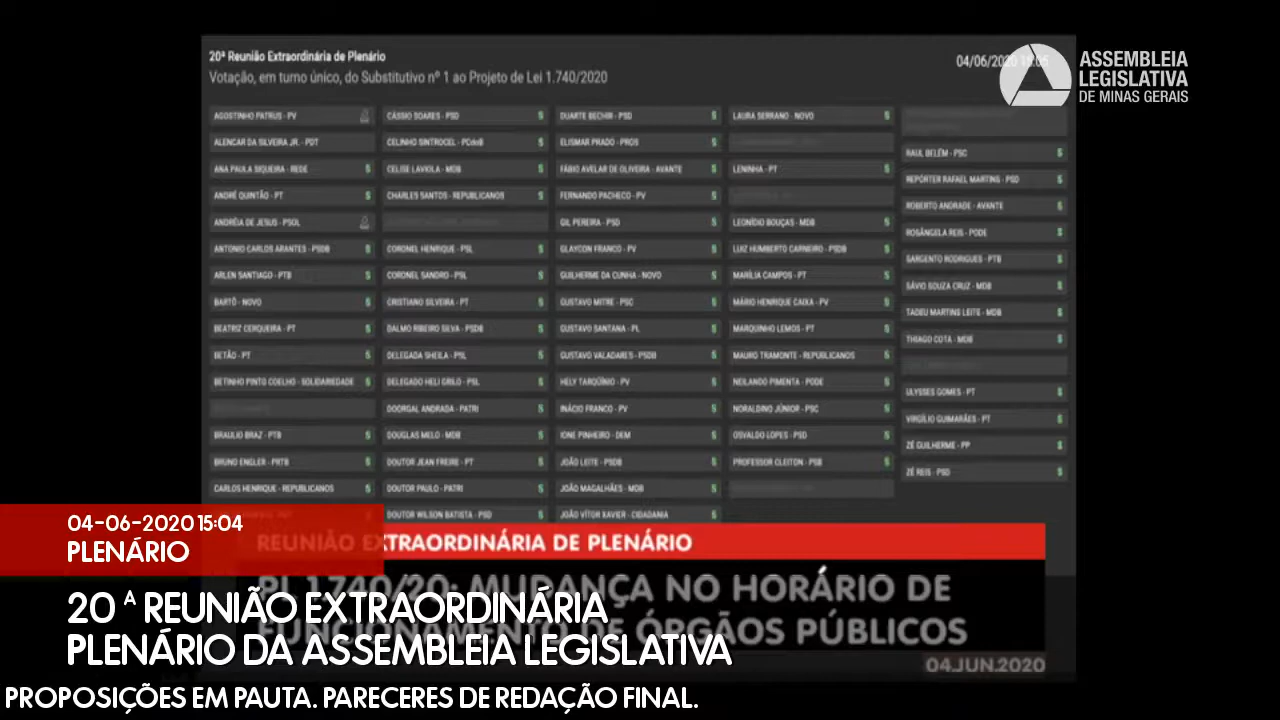 20ª Reunião Extraordinária de Plenário
Votação, em turno único, do Substitutivo nº 1 ao Projeto de Lei 1.740/2020
04/06/2020
ASSEMBLEIA
LEGISLATIVA
DE MINAS GERAIS
AGOSTINHO PATRUS - PV
ALENCAR DA SILVEIRA JR. - PDT
ANA PAULA SIQUEIRA - REDE S
ANDRÉ QUINTÃO - PT S
ANDRÉIA DE JESUS - PSOL
ANTONIO CARLOS ARANTES - PSDB S
ARLEN SANTIAGO - PTB S
BARTÔ - NOVO S
BEATRIZ CERQUEIRA - PT S
BETÃO - PT S
BETINHO PINTO COELHO - SOLIDARIEDADE S
BRAULIO BRAZ - PTB S
BRUNO ENGLER - PRTB S
CARLOS HENRIQUE - REPUBLICANOS S
CÁSSIO SOARES - PSD S
CELINHO SINTROCEL - PCdoB S
CELISE LAVIOLA - MDB S
CHARLES SANTOS - REPUBLICANOS S
CORONEL HENRIQUE - PSL S
CORONEL SANDRO - PSL S
CRISTIANO SILVEIRA - PT S
DALMO RIBEIRO SILVA - PSDB S
DELEGADA SHEILA - PSL S
DELEGADO HELI GRILO - PSL S
DOORGAL ANDRADA - PATRI S
DOUGLAS MELO - MDB S
DOUTOR JEAN FREIRE - PT S
DOUTOR PAULO - PATRI S
DOUTOR WILSON BATISTA - PSD S
DUARTE BECHIR - PSD S
ELISMAR PRADO - PROS S
FÁBIO AVELAR DE OLIVEIRA - AVANTE S
FERNANDO PACHECO - PV S
GIL PEREIRA - PSD S
GLAYCON FRANCO - PV S
GUILHERME DA CUNHA - NOVO S
GUSTAVO MITRE - PSC S
GUSTAVO SANTANA - PL S
GUSTAVO VALADARES - PSDB S
HELY TARQÜÍNIO - PV S
INÁCIO FRANCO - PV S
IONE PINHEIRO - DEM S
JOÃO LEITE - PSDB S
JOÃO MAGALHÃES - MDB S
JOÃO VÍTOR XAVIER - CIDADANIA S
LAURA SERRANO - NOVO S
LENINHA - PT S
LEONÍDIO BOUÇAS - MDB S
LUIZ HUMBERTO CARNEIRO - PSDB S
MARÍLIA CAMPOS - PT S
MÁRIO HENRIQUE CAIXA - PV S
MARQUINHO LEMOS - PT S
MAURO TRAMONTE - REPUBLICANOS S
NEILANDO PIMENTA - PODE S
NORALDINO JÚNIOR - PSC S
OSVALDO LOPES - PSD S
PROFESSOR CLEITON - PSB S
RAUL BELÉM - PSC S
REPÓRTER RAFAEL MARTINS - PSD S
ROBERTO ANDRADE - AVANTE S
ROSÂNGELA REIS - PODE S
SARGENTO RODRIGUES - PTB S
SÁVIO SOUZA CRUZ - MDB S
TADEU MARTINS LEITE - MDB S
THIAGO COTA - MDB S
ULYSSES GOMES - PT S
VIRGÍLIO GUIMARÃES - PT S
ZÉ GUILHERME - PP S
ZÉ REIS - PSD S
REUNIÃO EXTRAORDINÁRIA DE PLENÁRIO
PL 1.740/20: MUDANÇA NO HORÁRIO DE
FUNCIONAMENTO DE ÓRGÃOS PÚBLICOS
04.JUN.2020
04-06-2020 15:04
PLENÁRIO
20 ª REUNIÃO EXTRAORDINÁRIA
PLENÁRIO DA ASSEMBLEIA LEGISLATIVA
PROPOSIÇÕES EM PAUTA. PARECERES DE REDAÇÃO FINAL.